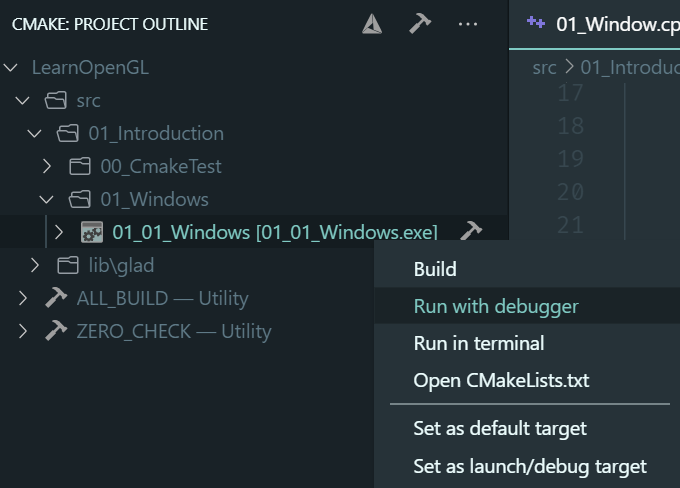 CMAKE: PROJECT OUTLINE
01_Window.cp
LearnOpenGL
src > 01_Introduc
src
17
01_Introduction
18
00_CmakeTest
19
01_Windows
20
01_01_Windows [01_01_Windows.exe]
21
lib\glad
Build
ALL_BUILD — Utility
Run with debugger
ZERO_CHECK — Utility
Run in terminal
Open CMakeLists.txt
Set as default target
Set as launch/debug target